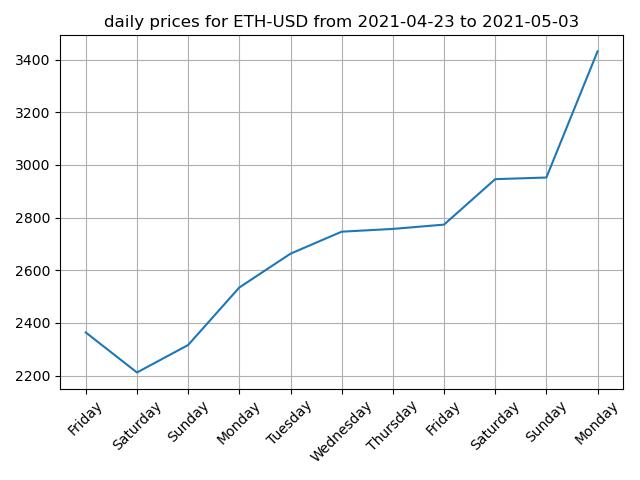 daily prices for ETH-USD from 2021-04-23 to 2021-05-03
3400
3200
3000
2800
2600
2400
2200
Friday
Saturday
Sunday
Monday
Tuesday
Wednesday
Thursday
Friday
Saturday
Sunday
Monday